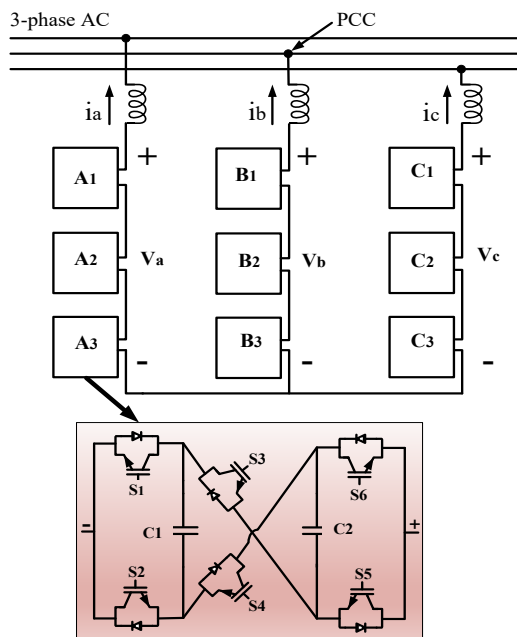 3-phase AC PCC
ia ib ic
+ + +
A1 B1 C1
A2 Va B2 Vb C2 Vc
A3 B3 C3
- - -
S3
S1 S6
- C1 C2 +
S2 S5
S4